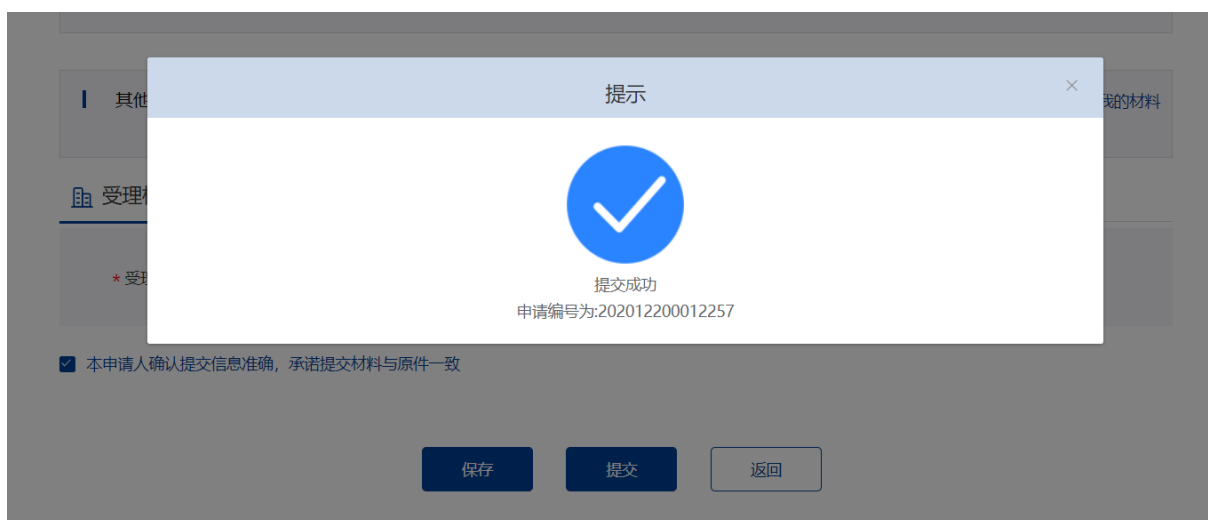 提示
其他
我的材料
受理
* 受理
提交成功
申请编号为:202012200012257
本申请人确认提交信息准确，承诺提交材料与原件一致
保存
提交
返回